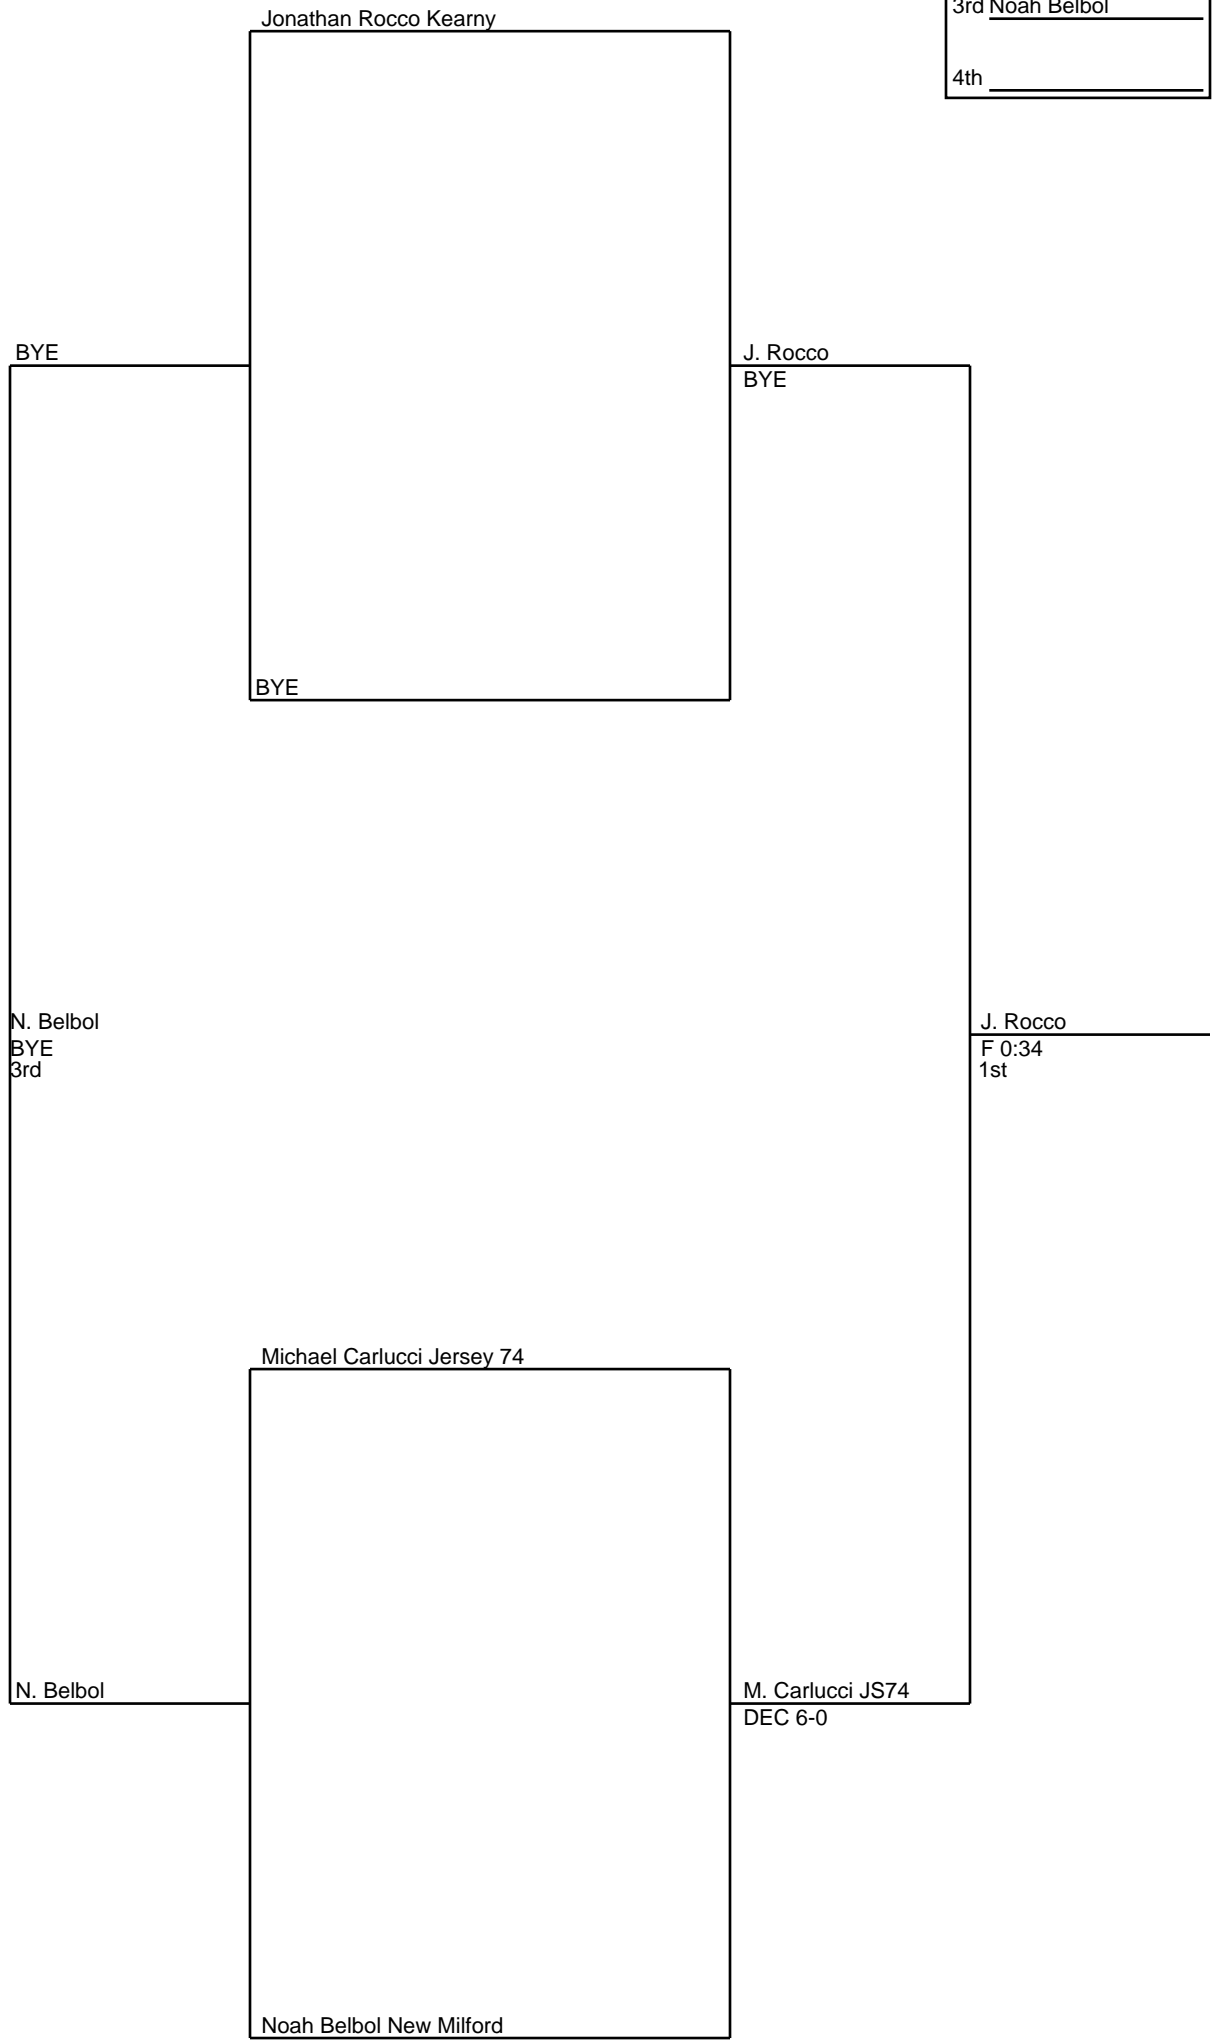 3rd Noah Belbol
Jonathan Rocco Kearny
4th
BYE
J. Rocco
BYE
BYE
N. Belbol
BYE
3rd
J. Rocco
F 0:34
1st
Michael Carlucci Jersey 74
N. Belbol
M. Carlucci JS74
DEC 6-0
Noah Belbol New Milford